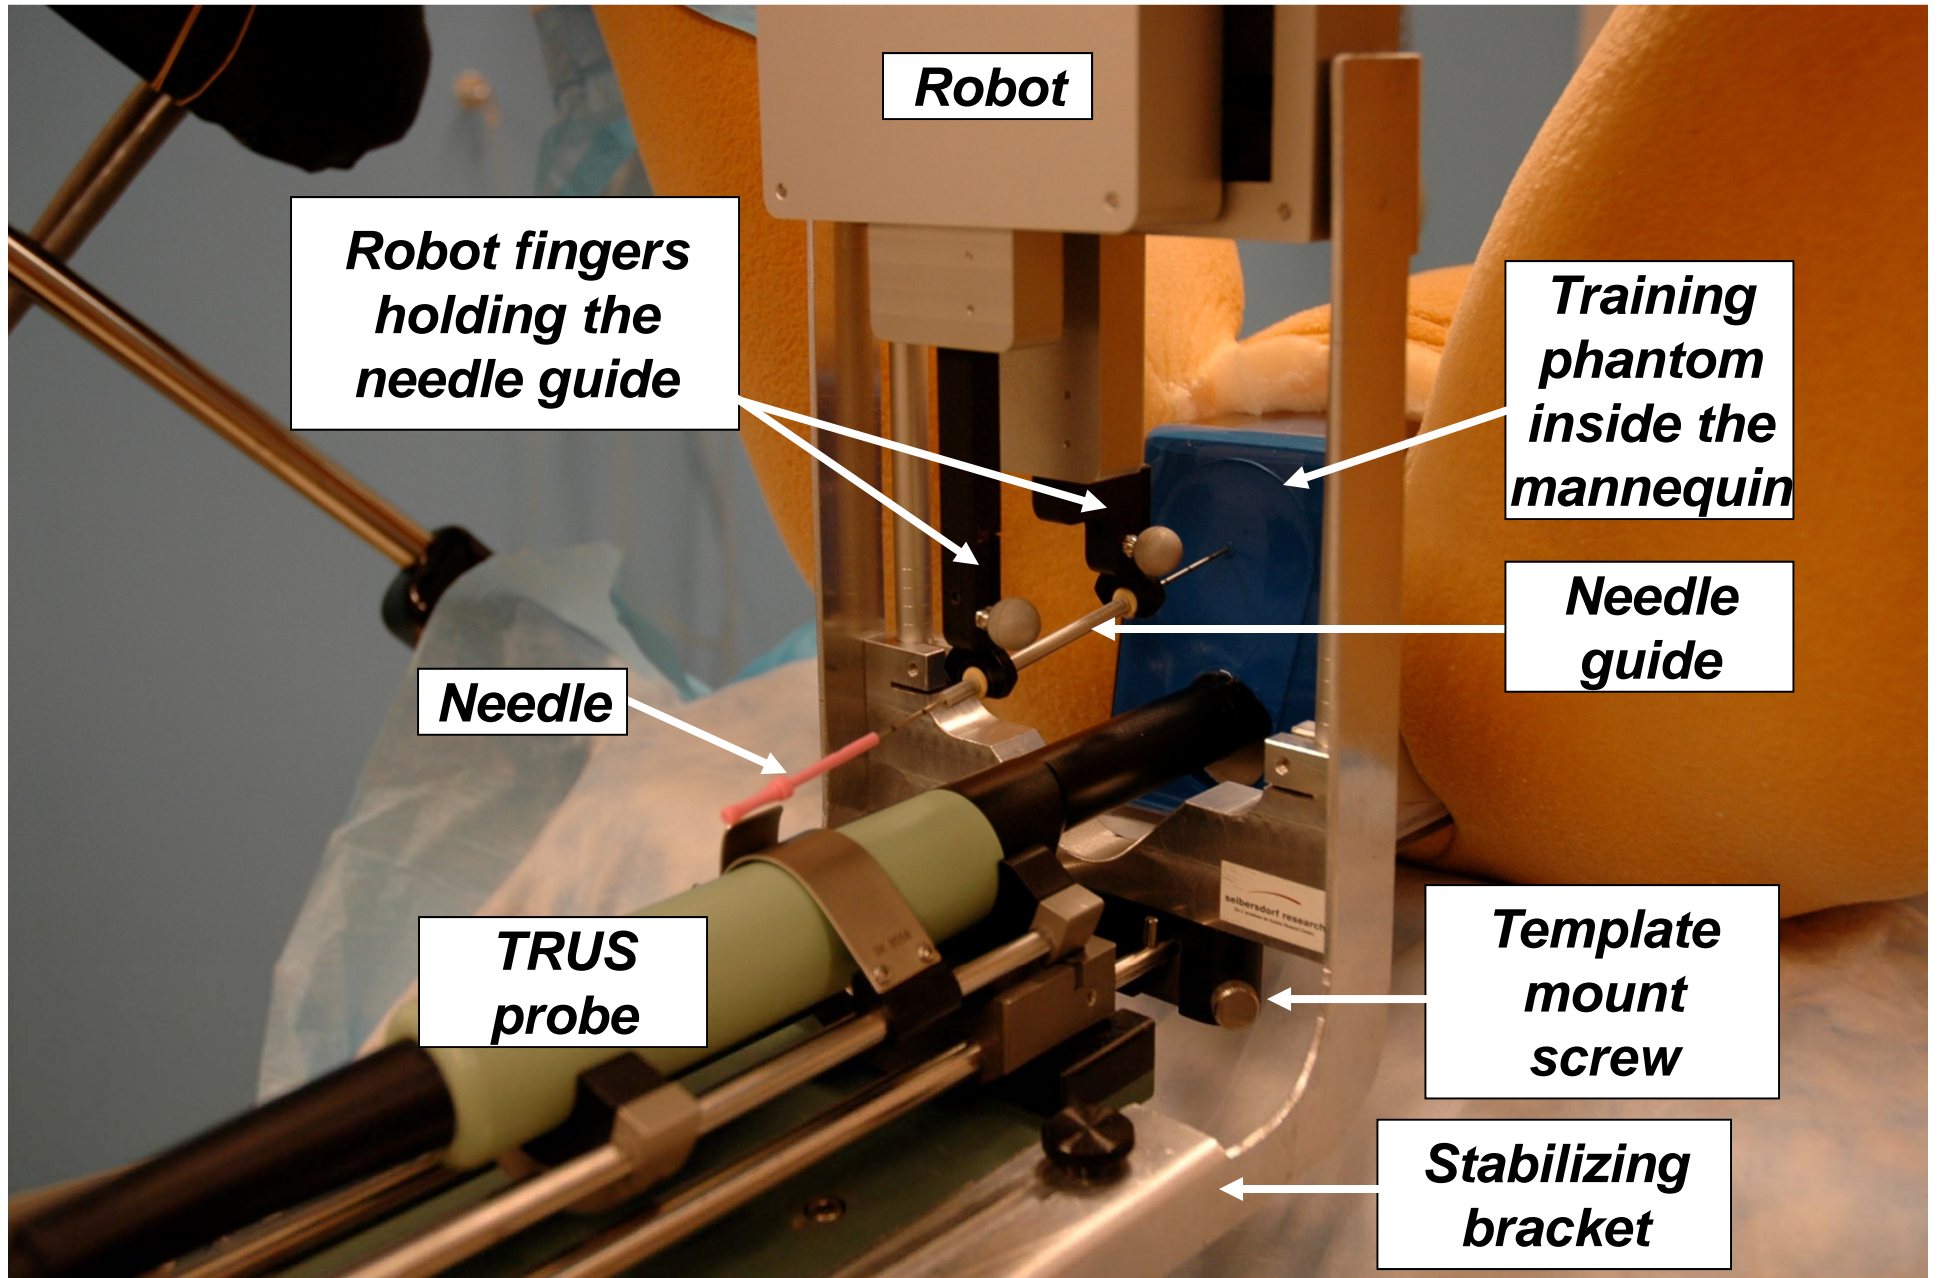 Robot
Robot fingers
holding the
needle guide
Training
phantom
inside the
mannequin
Needle
guide
Needle
TRUS
probe
seibersdorf research
Template
mount
screw
Stabilizing
bracket